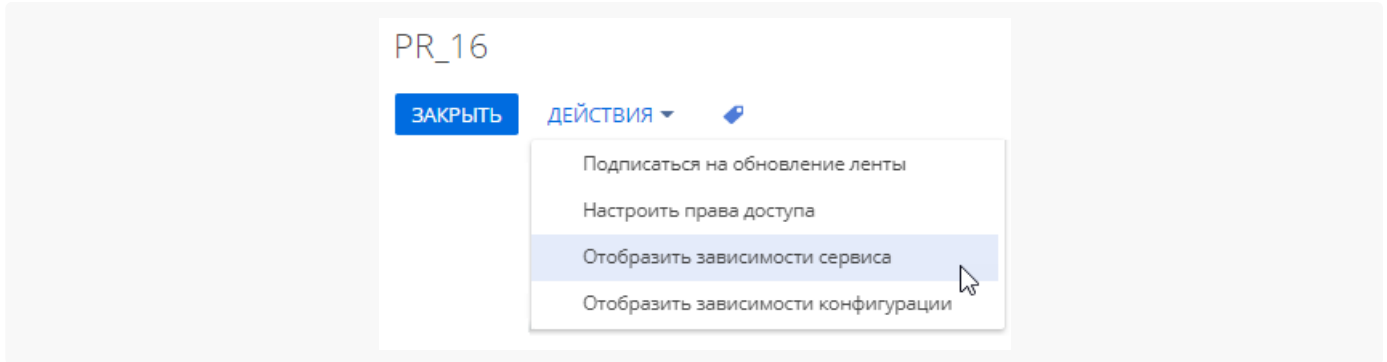 PR_16
ЗАКРЫТЬ ДЕЙСТВИЯ
Подписаться на обновление ленты
Настроить права доступа
Отобразить зависимости сервиса
Отобразить зависимости конфигурации